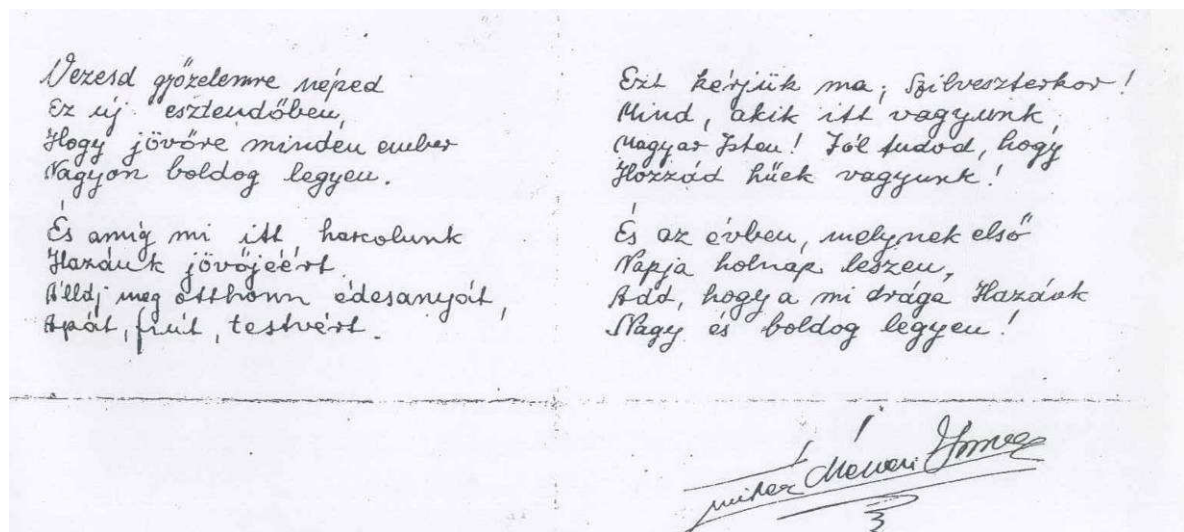 Vezesd győzelemre néped
Ez új esztendőben,
Hogy jövőre minden ember
Nagyon boldog legyen.
És amíg mi itt harcolunk
Hazánk jövőjéért
Álldj meg otthonn édesanyát,
Apát, fiút, testvért.
Ezt kérjük ma, Szilveszterkor!
Mind, akik itt vagyunk,
Magyar Isten! Jól tudod, hogy
Hozzád hűek vagyunk!
És az évben, melynek első
Napja holnap leszen,
Add, hogy a mi drága Hazánk
Nagy és boldog legyen!